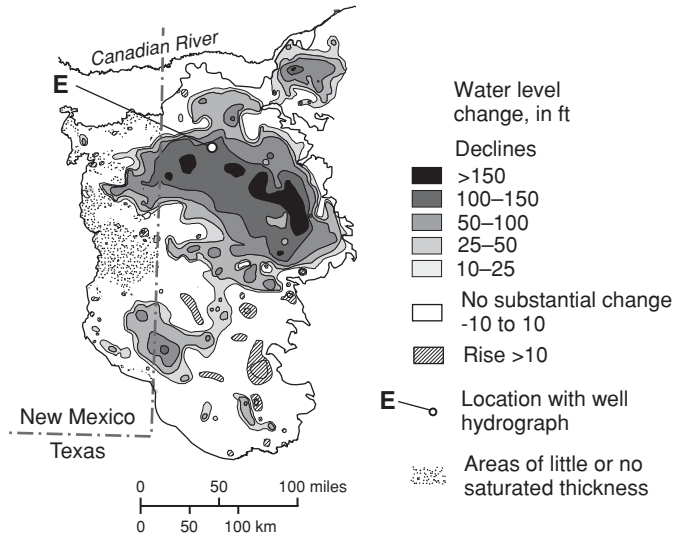 Canadian River
E
New Mexico
Texas
0 50 100 miles
0 50 100 km
Water level
change, in ft
Declines
>150
100–150
50–100
25–50
10–25
No substantial change
-10 to 10
Rise >10
E
Location with well
hydrograph
Areas of little or no
saturated thickness